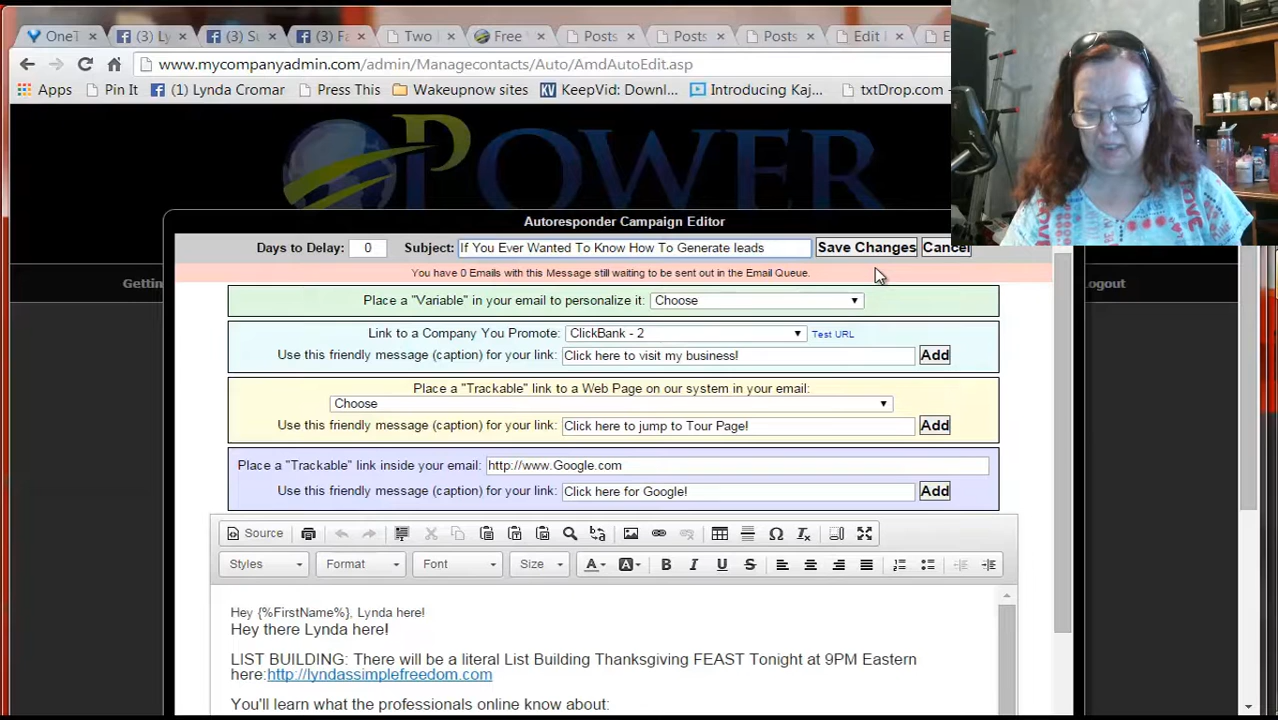 OneT
(3) Ly
(3) Su
(3) Fa
Two
Free
Posts
Posts
Posts
Edit
E
www.mycompanyadmin.com/admin/Managecontacts/Auto/AmdAutoEdit.asp
Apps
Pin It
(1) Lynda Cromar
Press This
Wakeupnow sites
KV
KeepVid: Downl...
Introducing Kaj...
txtDrop.com -
POWER
Autoresponder Campaign Editor
Days to Delay: 0 Subject: If You Ever Wanted To Know How To Generate leads Save Changes Cancel
You have 0 Emails with this Message still waiting to be sent out in the Email Queue.
Getting
Logout
Place a "Variable" in your email to personalize it: Choose
Link to a Company You Promote: ClickBank - 2 Test URL
Use this friendly message (caption) for your link: Click here to visit my business! Add
Place a "Trackable" link to a Web Page on our system in your email:
Choose
Use this friendly message (caption) for your link: Click here to jump to Tour Page! Add
Place a "Trackable" link inside your email: http://www.Google.com
Use this friendly message (caption) for your link: Click here for Google! Add
Source
Styles Format Font Size A A B I U S
Hey {%FirstName%}, Lynda here!
Hey there Lynda here!
LIST BUILDING: There will be a literal List Building Thanksgiving FEAST Tonight at 9PM Eastern
here:http://lyndassimplefreedom.com
You'll learn what the professionals online know about: